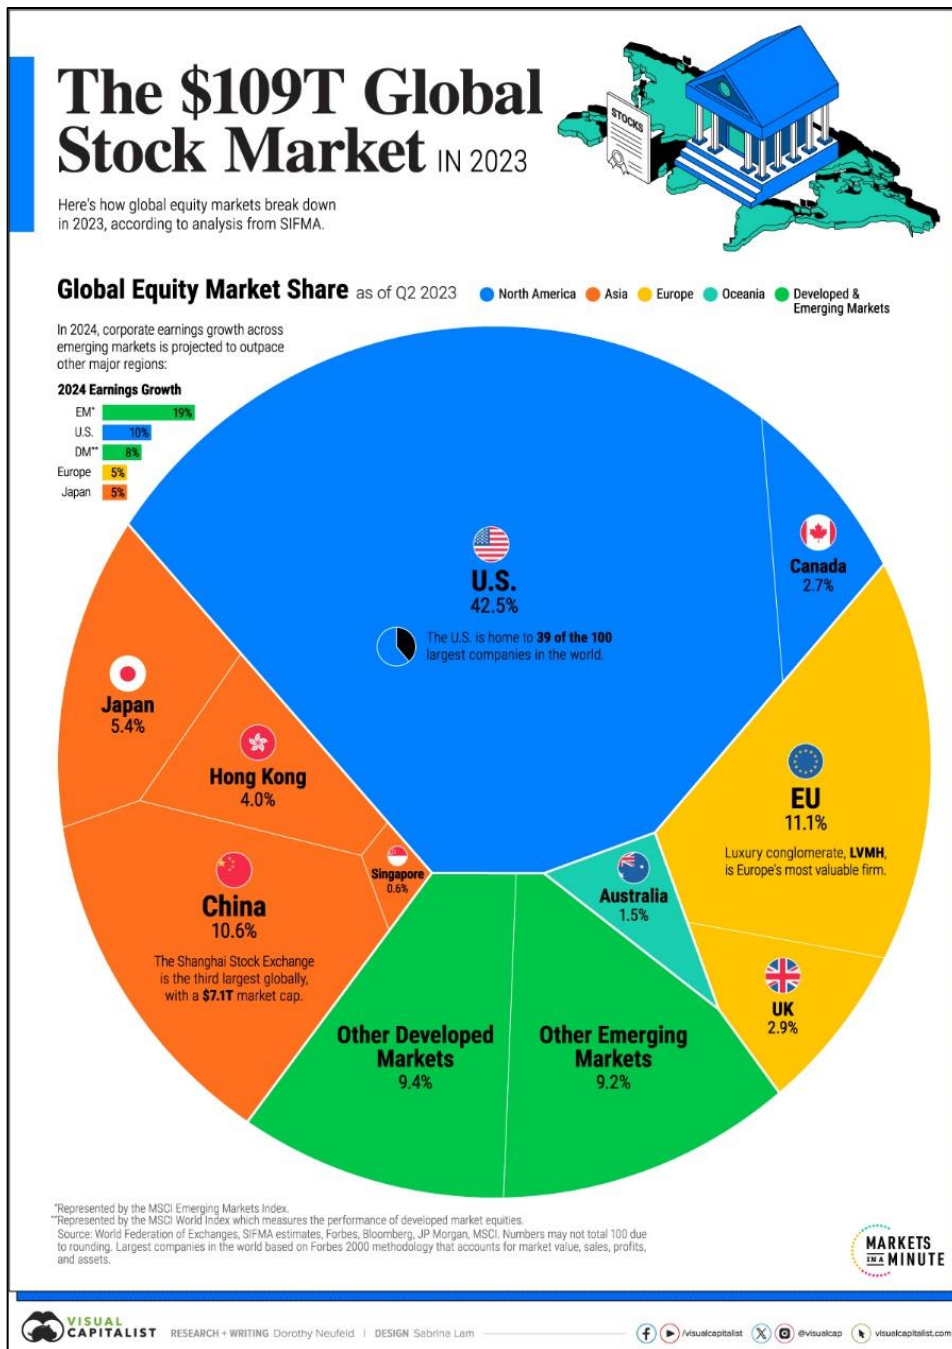 The $109T Global
Stock Market IN 2023
STOCKS
Here's how global equity markets break down
in 2023, according to analysis from SIFMA.
Global Equity Market Share as of Q2 2023
North America
Asia
Europe
Oceania
Developed &
Emerging Markets
In 2024, corporate earnings growth across
emerging markets is projected to outpace
other major regions:
2024 Earnings Growth
EM* 19%
U.S. 10%
DM** 8%
Europe 5%
Japan 5%
U.S.
42.5%
The U.S. is home to 39 of the 100
largest companies in the world.
Canada
2.7%
Japan
5.4%
Hong Kong
4.0%
Singapore
0.6%
China
10.6%
The Shanghai Stock Exchange
is the third largest globally,
with a $7.1T market cap.
EU
11.1%
Luxury conglomerate, LVMH,
is Europe's most valuable firm.
Australia
1.5%
UK
2.9%
Other Developed
Markets
9.4%
Other Emerging
Markets
9.2%
*Represented by the MSCI Emerging Markets Index.
**Represented by the MSCI World Index which measures the performance of developed market equities.
Source: World Federation of Exchanges, SIFMA estimates, Forbes, Bloomberg, JP Morgan, MSCI. Numbers may not total 100 due
to rounding. Largest companies in the world based on Forbes 2000 methodology that accounts for market value, sales, profits,
and assets.
MARKETS
IN A MINUTE
VISUAL
CAPITALIST
RESEARCH + WRITING Dorothy Neufeld | DESIGN Sabrina Lam
/visualcapitalist
@visualcap
visualcapitalist.com